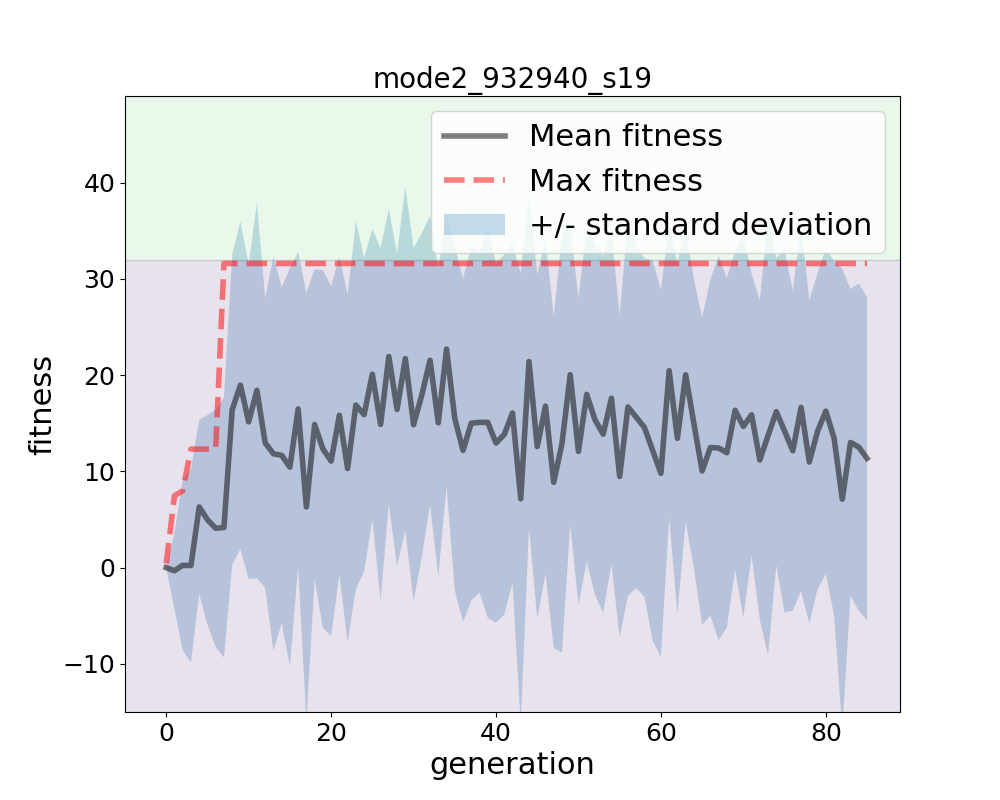 mode2_932940_s19
Mean fitness
Max fitness
+/- standard deviation
40
30
20
10
0
−10
fitness
0 20 40 60 80
generation